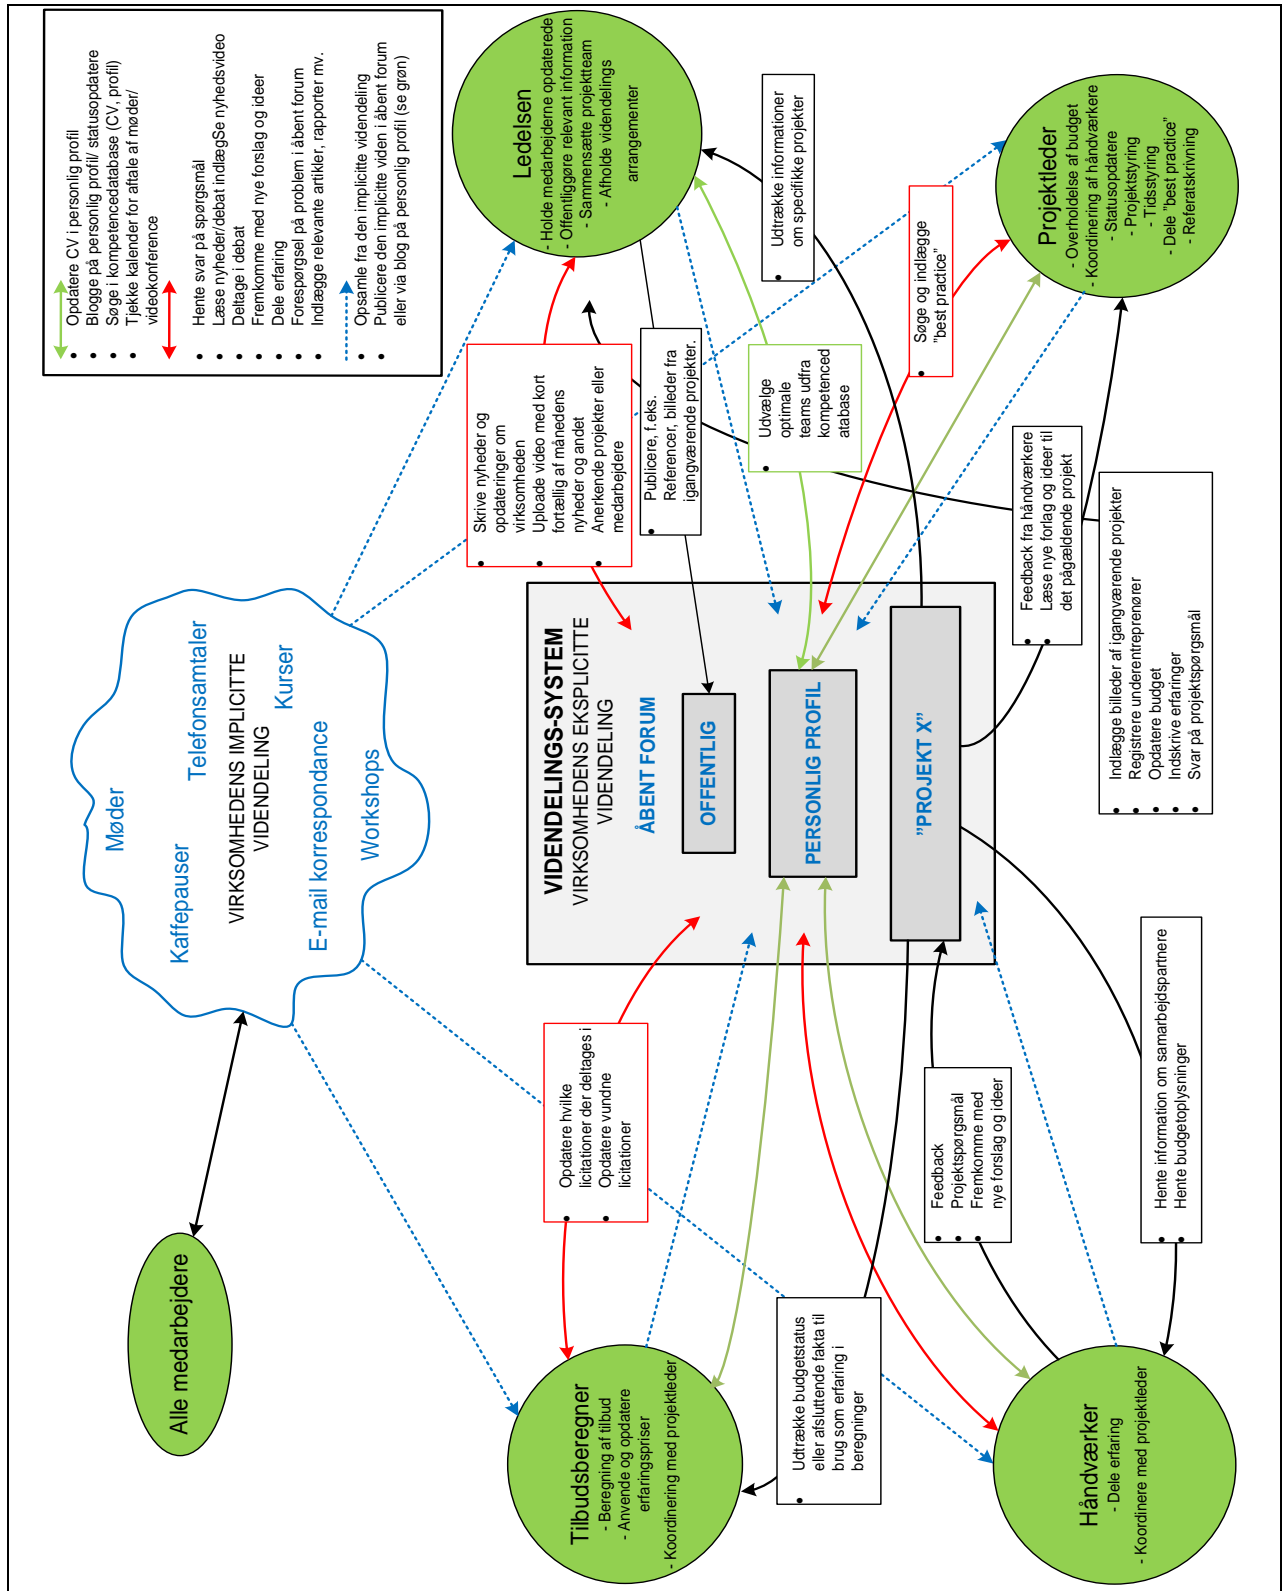 Alle medarbejdere
Møder
Kaffepauser
Telefonsamtaler
VIRKSOMHEDENS IMPLICITTE
VIDENDELING
Kurser
E-mail korrespondance
Workshops
Opdatere CV i personlig profil
Blogge på personlig profil/ statusopdatere
Søge i kompetencedatabase (CV, profil)
Tjekke kalender for aftale af møder/
videokonference
Hente svar på spørgsmål
Læse nyheder/debat indlægSe nyhedsvideo
Deltage i debat
Fremkomme med nye forslag og ideer
Dele erfaring
Forespørgsel på problem i åbent forum
Indlægge relevante artikler, rapporter mv.
Opsamle fra den implicitte videndeling
Publicere den implicitte viden i åbent forum
eller via blog på personlig profil (se grøn)
Tilbudsberegner
- Beregning af tilbud
- Anvende og opdatere
erfaringspriser
- Koordinering med projektleder
Opdatere hvilke
licitationer der deltages i
Opdatere vundne
licitationer
VIDENDELINGS-SYSTEM
VIRKSOMHEDENS EKSPLICITTE
VIDENDELING
ÅBENT FORUM
OFFENTLIG
PERSONLIG PROFIL
”PROJEKT X”
Skrive nyheder og
opdateringer om
virksomheden
Uploade video med kort
fortællig af månedens
nyheder og andet
Anerkende projekter eller
medarbejdere
Publicere, f.eks.
Referencer, billeder fra
igangværende projekter.
Udvælge
optimale
teams udfra
kompetenced
atabase
Ledelsen
- Holde medarbejderne opdaterede
- Offentliggøre relevant information
- Sammensætte projektteam
- Afholde videndelings
arrangementer
Udtrække informationer
om specifikke projekter
Søge og indlægge
”best practice”
Udtrække budgetstatus
eller afsluttende fakta til
brug som erfaring i
beregninger
Feedback
Projektspørgsmål
Fremkomme med
nye forslag og ideer
Feedback fra håndværkere
Læse nye forlag og ideer til
det pågældende projekt
Håndværker
- Dele erfaring
- Koordinere med projektleder
Hente information om samarbejdspartnere
Hente budgetoplysninger
Indlægge billeder af igangværende projekter
Registrere underentreprenører
Opdatere budget
Indskrive erfaringer
Svar på projektspørgsmål
Projektleder
- Overholdelse af budget
- Koordinering af håndværkere
- Statusopdatere
- Projektstyring
- Tidsstyring
- Dele ”best practice”
- Referatskrivning